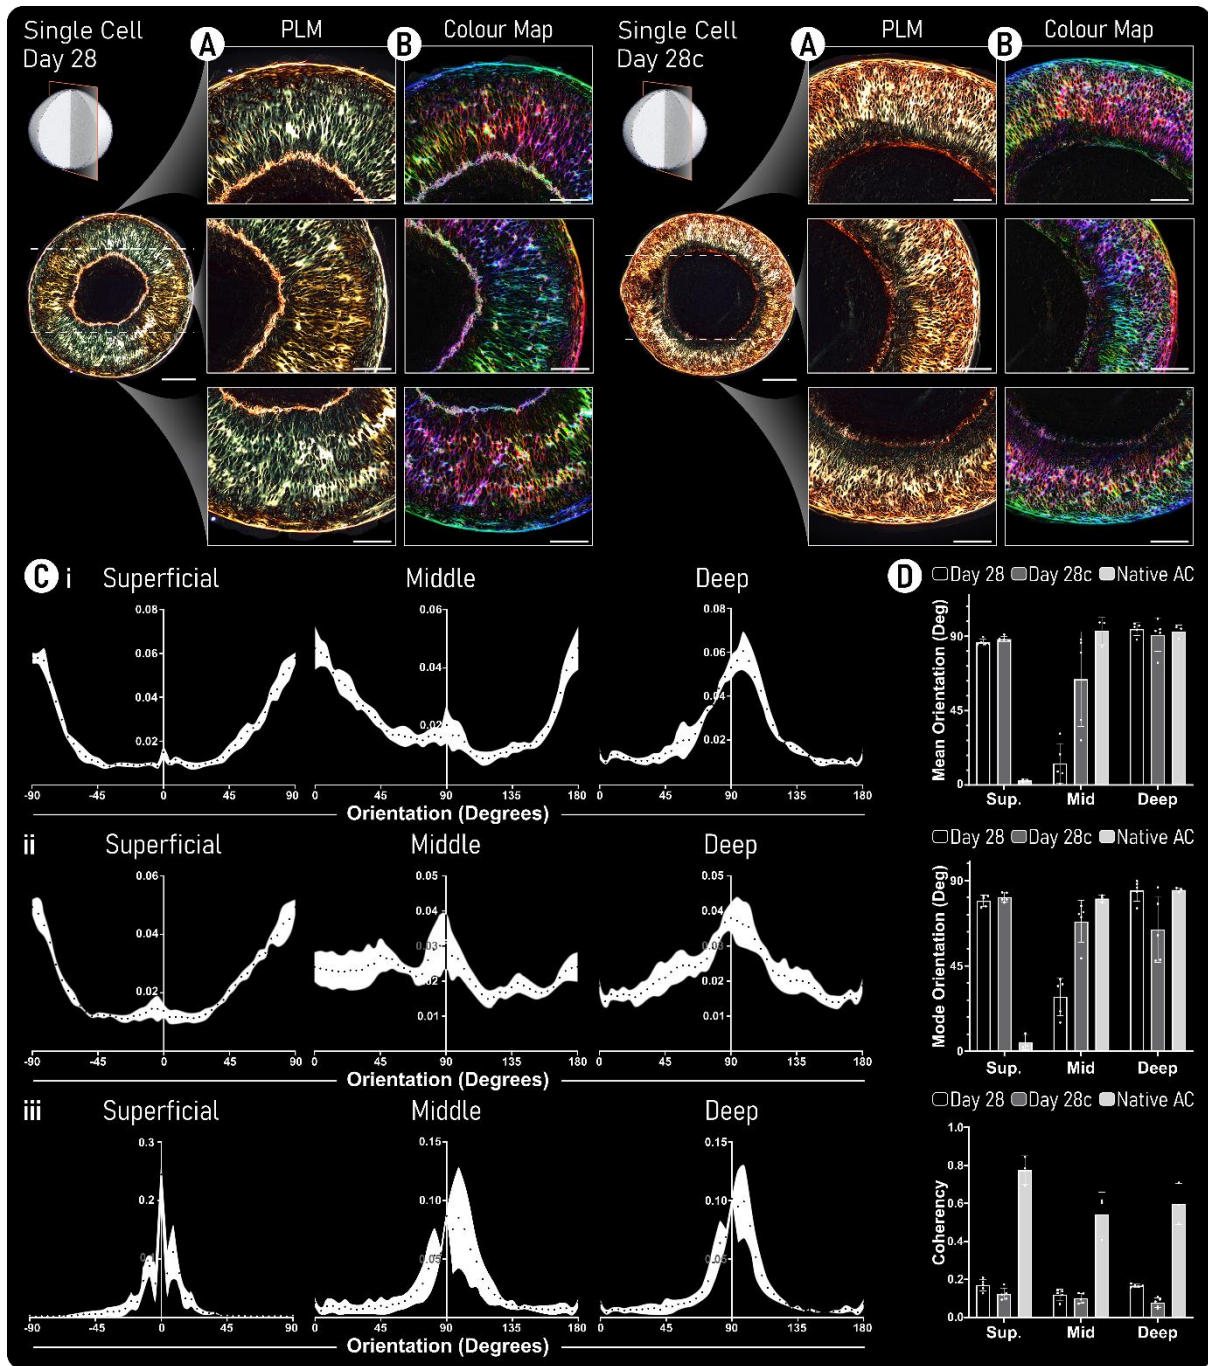 Single Cell
Day 28
A
PLM
B
Colour Map
Single Cell
Day 28c
A
PLM
B
Colour Map
C
i
Superficial
Middle
Deep
0.08
0.06
0.04
0.02
-90
-45
0
45
90
0.06
0.04
0.02
0
45
90
135
180
0.08
0.06
0.04
0.02
0
45
90
135
180
Orientation (Degrees)
Orientation (Degrees)
ii
Superficial
Middle
Deep
0.06
0.04
0.02
-90
-45
0
45
90
0.05
0.04
0.03
0.02
0.01
0
45
90
135
180
0.05
0.04
0.03
0.02
0.01
0
45
90
135
180
Orientation (Degrees)
Orientation (Degrees)
iii
Superficial
Middle
Deep
0.3
0.2
0.1
-90
-45
0
45
90
0.15
0.10
0.05
0
45
90
135
180
0.15
0.10
0.05
0
45
90
135
180
Orientation (Degrees)
Orientation (Degrees)
D
Day 28 Day 28c Native AC
Mean Orientation (Deg)
90
45
0
Sup. Mid Deep
Day 28 Day 28c Native AC
Mode Orientation (Deg)
90
45
0
Sup. Mid Deep
Day 28 Day 28c Native AC
Coherency
1.0
0.8
0.6
0.4
0.2
0.0
Sup. Mid Deep